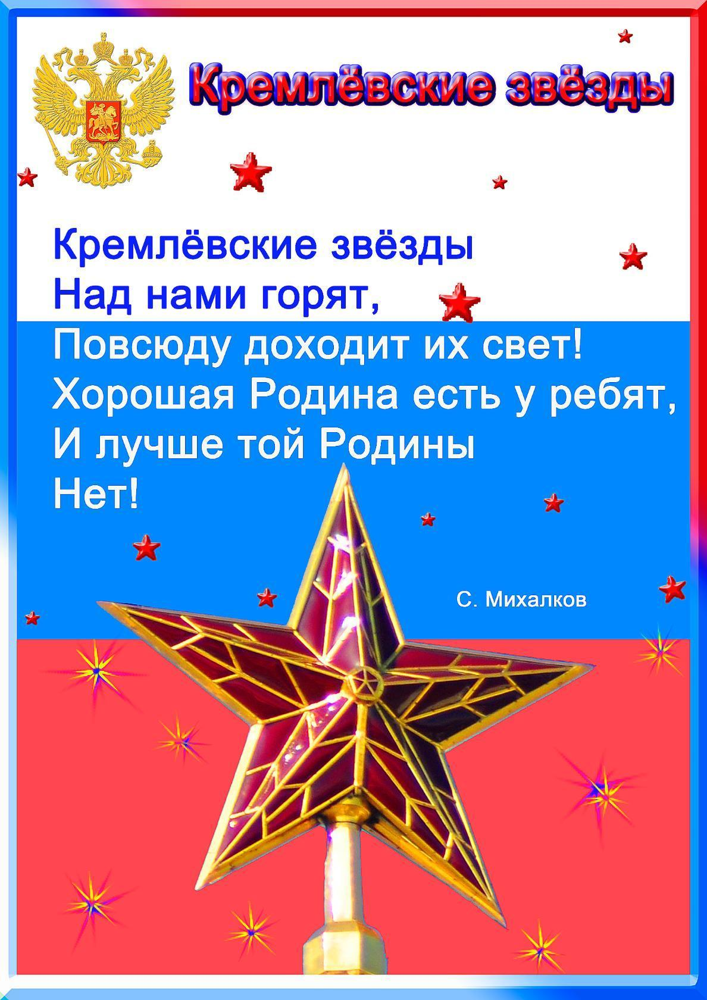 Кремлёвские звёзды
Кремлёвские звёзды
Над нами горят,
Повсюду доходит их свет!
Хорошая Родина есть у ребят,
И лучше той Родины
Нет!
С. Михалков